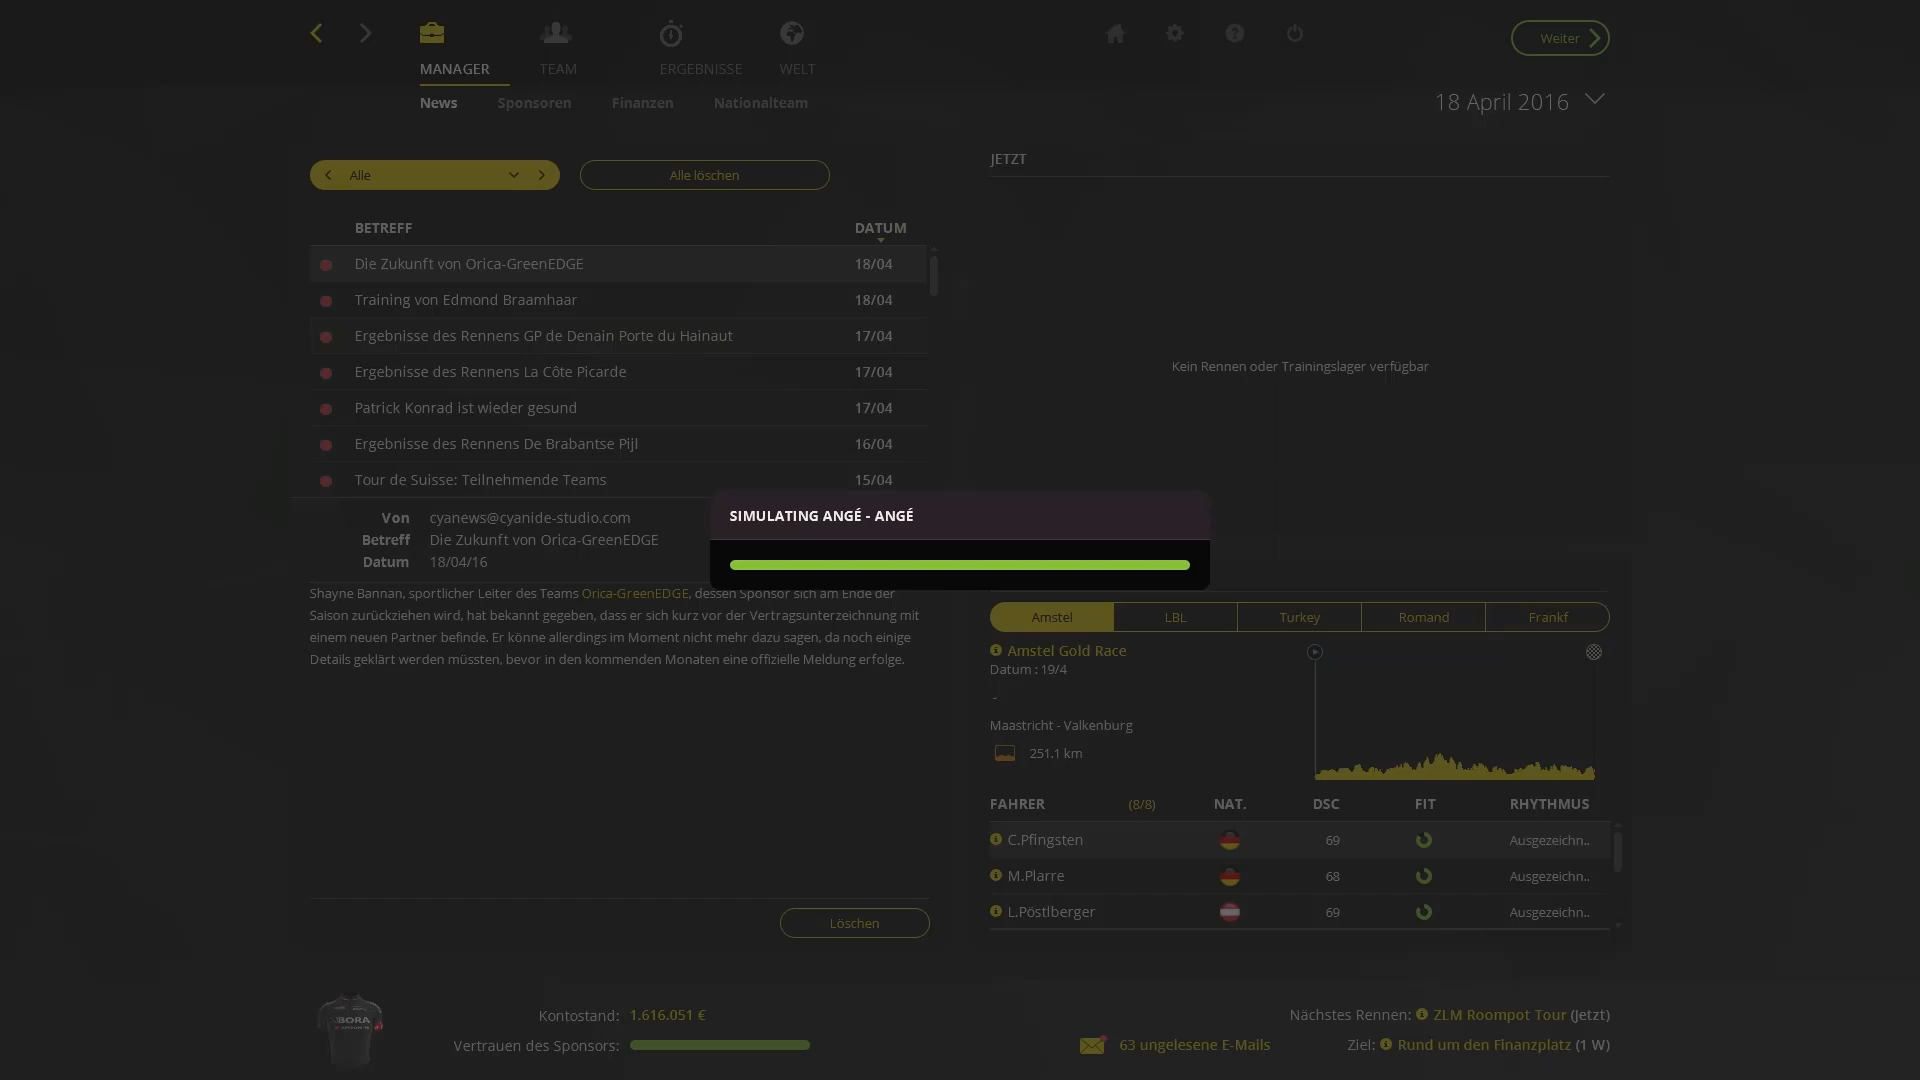 MANAGER TEAM ERGEBNISSE WELT
Weiter
News Sponsoren Finanzen Nationalteam
18 April 2016
Alle
Alle löschen
BETREFF DATUM
Die Zukunft von Orica-GreenEDGE 18/04
Training von Edmond Braamhaar 18/04
Ergebnisse des Rennens GP de Denain Porte du Hainaut 17/04
Ergebnisse des Rennens La Côte Picarde 17/04
Patrick Konrad ist wieder gesund 17/04
Ergebnisse des Rennens De Brabantse Pijl 16/04
Tour de Suisse: Teilnehmende Teams 15/04
Von cyanews@cyanide-studio.com
Betreff Die Zukunft von Orica-GreenEDGE
Datum 18/04/16
Shayne Bannan, sportlicher Leiter des Teams Orica-GreenEDGE, dessen Sponsor sich am Ende der
Saison zurückziehen wird, hat bekannt gegeben, dass er sich kurz vor der Vertragsunterzeichnung mit
einem neuen Partner befinde. Er könne allerdings im Moment nicht mehr dazu sagen, da noch einige
Details geklärt werden müssten, bevor in den kommenden Monaten eine offizielle Meldung erfolge.
Löschen
SIMULATING ANGÉ - ANGÉ
JETZT
Kein Rennen oder Trainingslager verfügbar
Amstel LBL Turkey Romand Frankf
Amstel Gold Race
Datum : 19/4
-
Maastricht - Valkenburg
251.1 km
FAHRER (8/8) NAT. DSC FIT RHYTHMUS
C.Pfingsten 69 Ausgezeichn..
M.Plarre 68 Ausgezeichn..
L.Pöstlberger 69 Ausgezeichn..
BORA
Kontostand: 1.616.051 €
Vertrauen des Sponsors:
63 ungelesene E-Mails
Nächstes Rennen: ZLM Roompot Tour (Jetzt)
Ziel: Rund um den Finanzplatz (1 W)